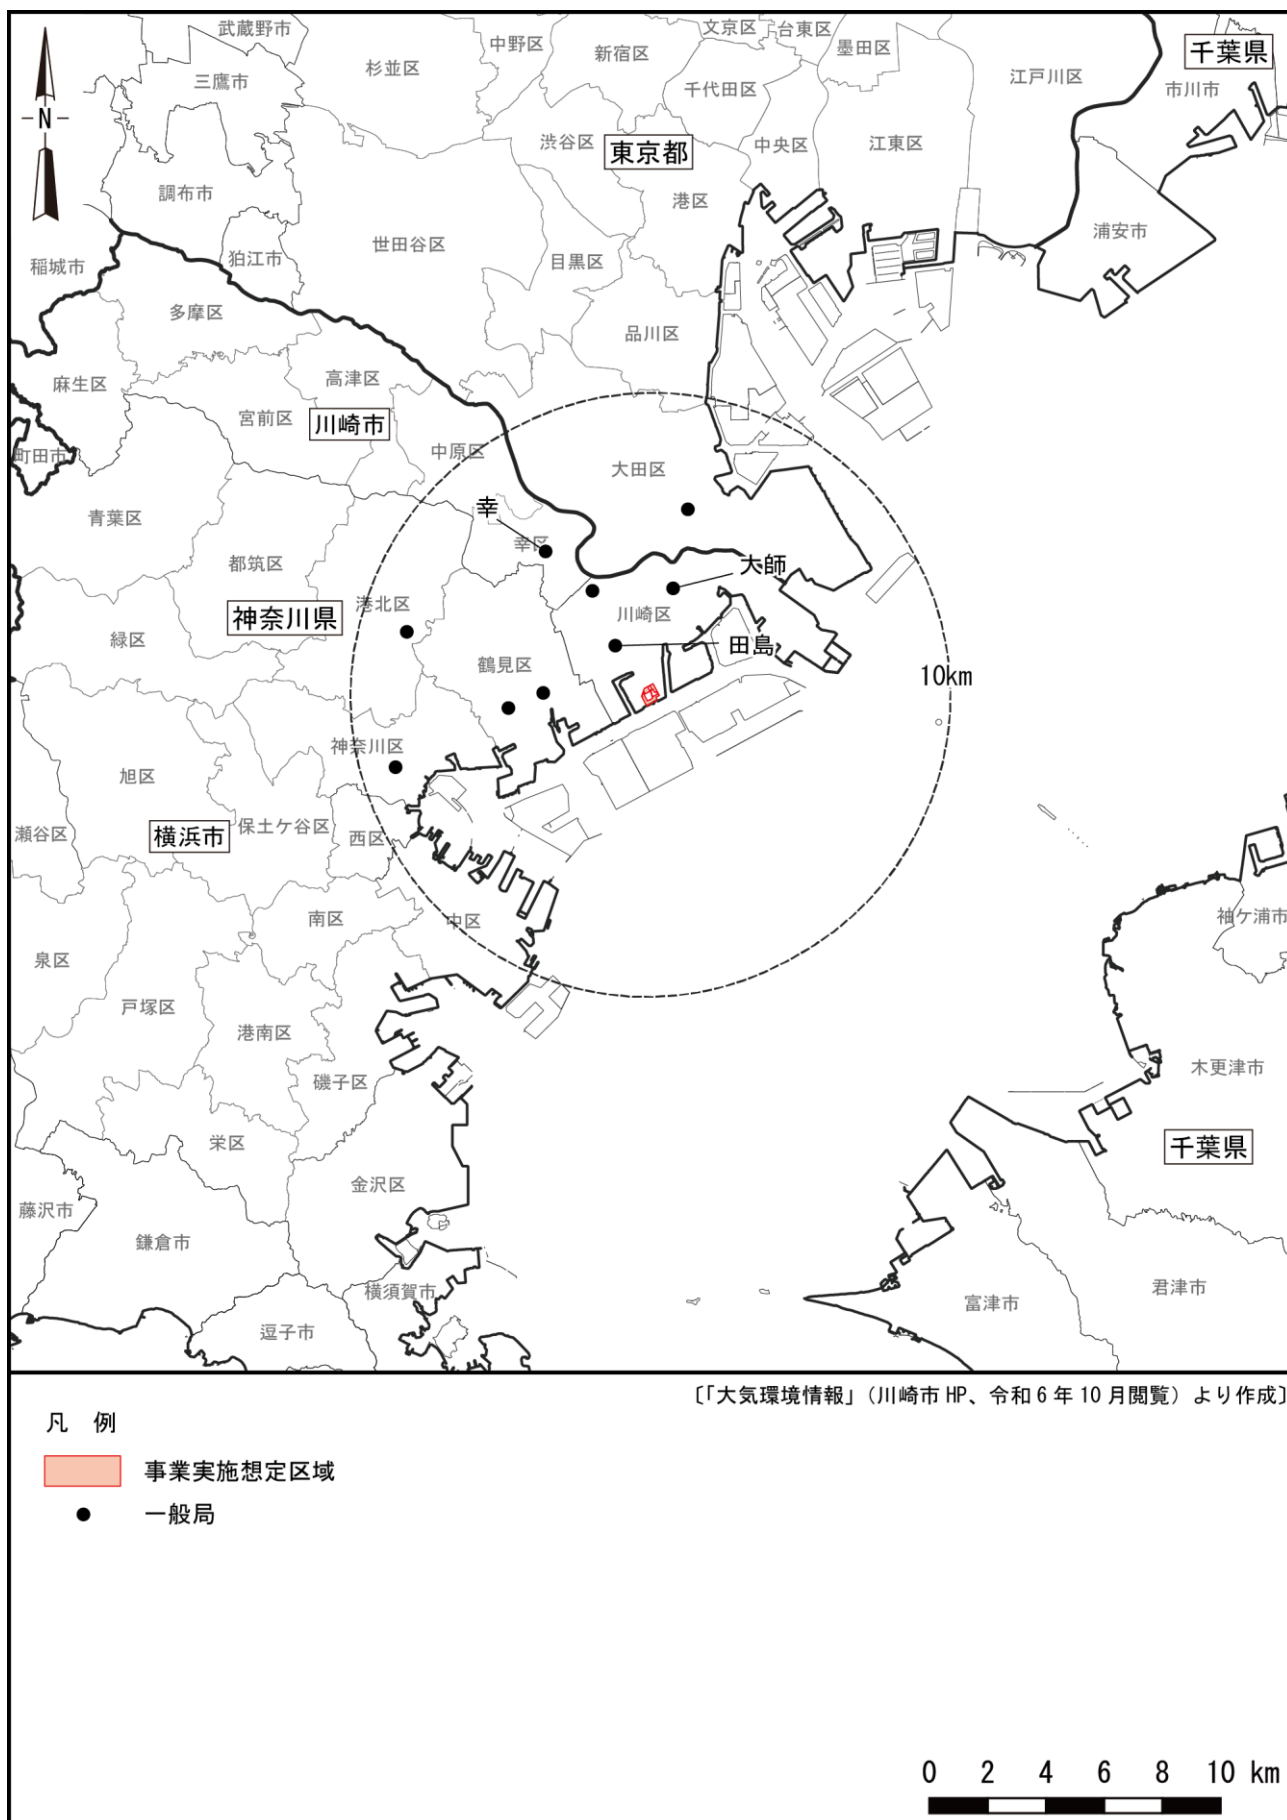 武蔵野市
三鷹市
杉並区
中野区
新宿区
文京区
台東区
墨田区
千代田区
江戸川区
千葉県
市川市
N
渋谷区
東京都
中央区
江東区
調布市
港区
世田谷区
狛江市
目黒区
浦安市
稲城市
多摩区
品川区
麻生区
高津区
宮前区
川崎市
中原区
町田市
大田区
青葉区
幸
幸区
都筑区
大師
港北区
神奈川県
川崎区
緑区
田島
鶴見区
10km
神奈川区
旭区
保土ケ谷区
瀬谷区
横浜市
西区
南区
中区
袖ケ浦市
泉区
戸塚区
港南区
磯子区
木更津市
栄区
千葉県
金沢区
藤沢市
鎌倉市
横須賀市
君津市
富津市
逗子市
〔「大気環境情報」（川崎市 HP、令和 6 年 10 月閲覧）より作成〕
凡 例
事業実施想定区域
一般局
0 2 4 6 8 10 km